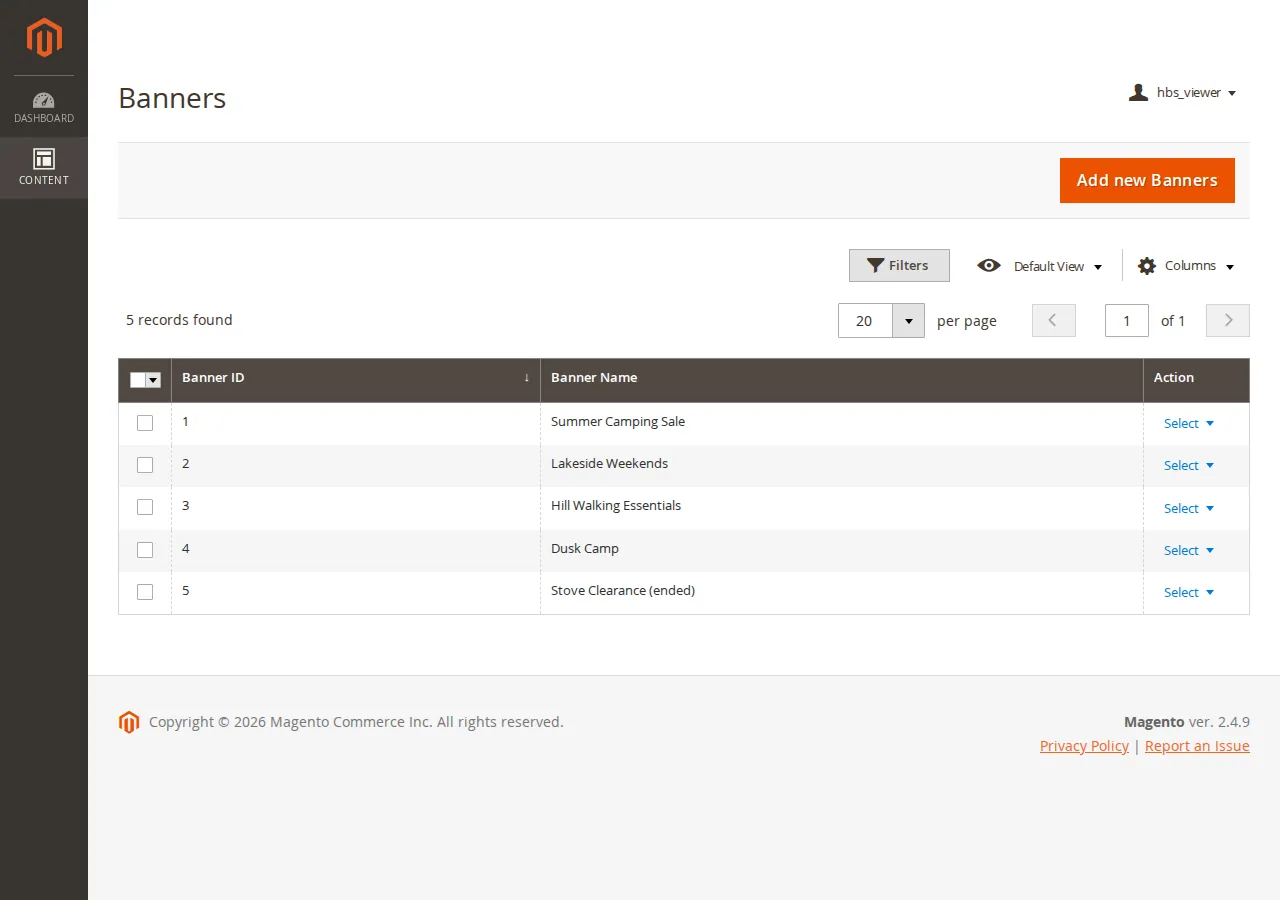 DASHBOARD
CONTENT
Banners
hbs_viewer
Add new Banners
Filters
Default View
Columns
5 records found
20
per page
1
of 1
Banner ID ↓ Banner Name Action
1 Summer Camping Sale Select
2 Lakeside Weekends Select
3 Hill Walking Essentials Select
4 Dusk Camp Select
5 Stove Clearance (ended) Select
Copyright © 2026 Magento Commerce Inc. All rights reserved.
Magento ver. 2.4.9
Privacy Policy | Report an Issue